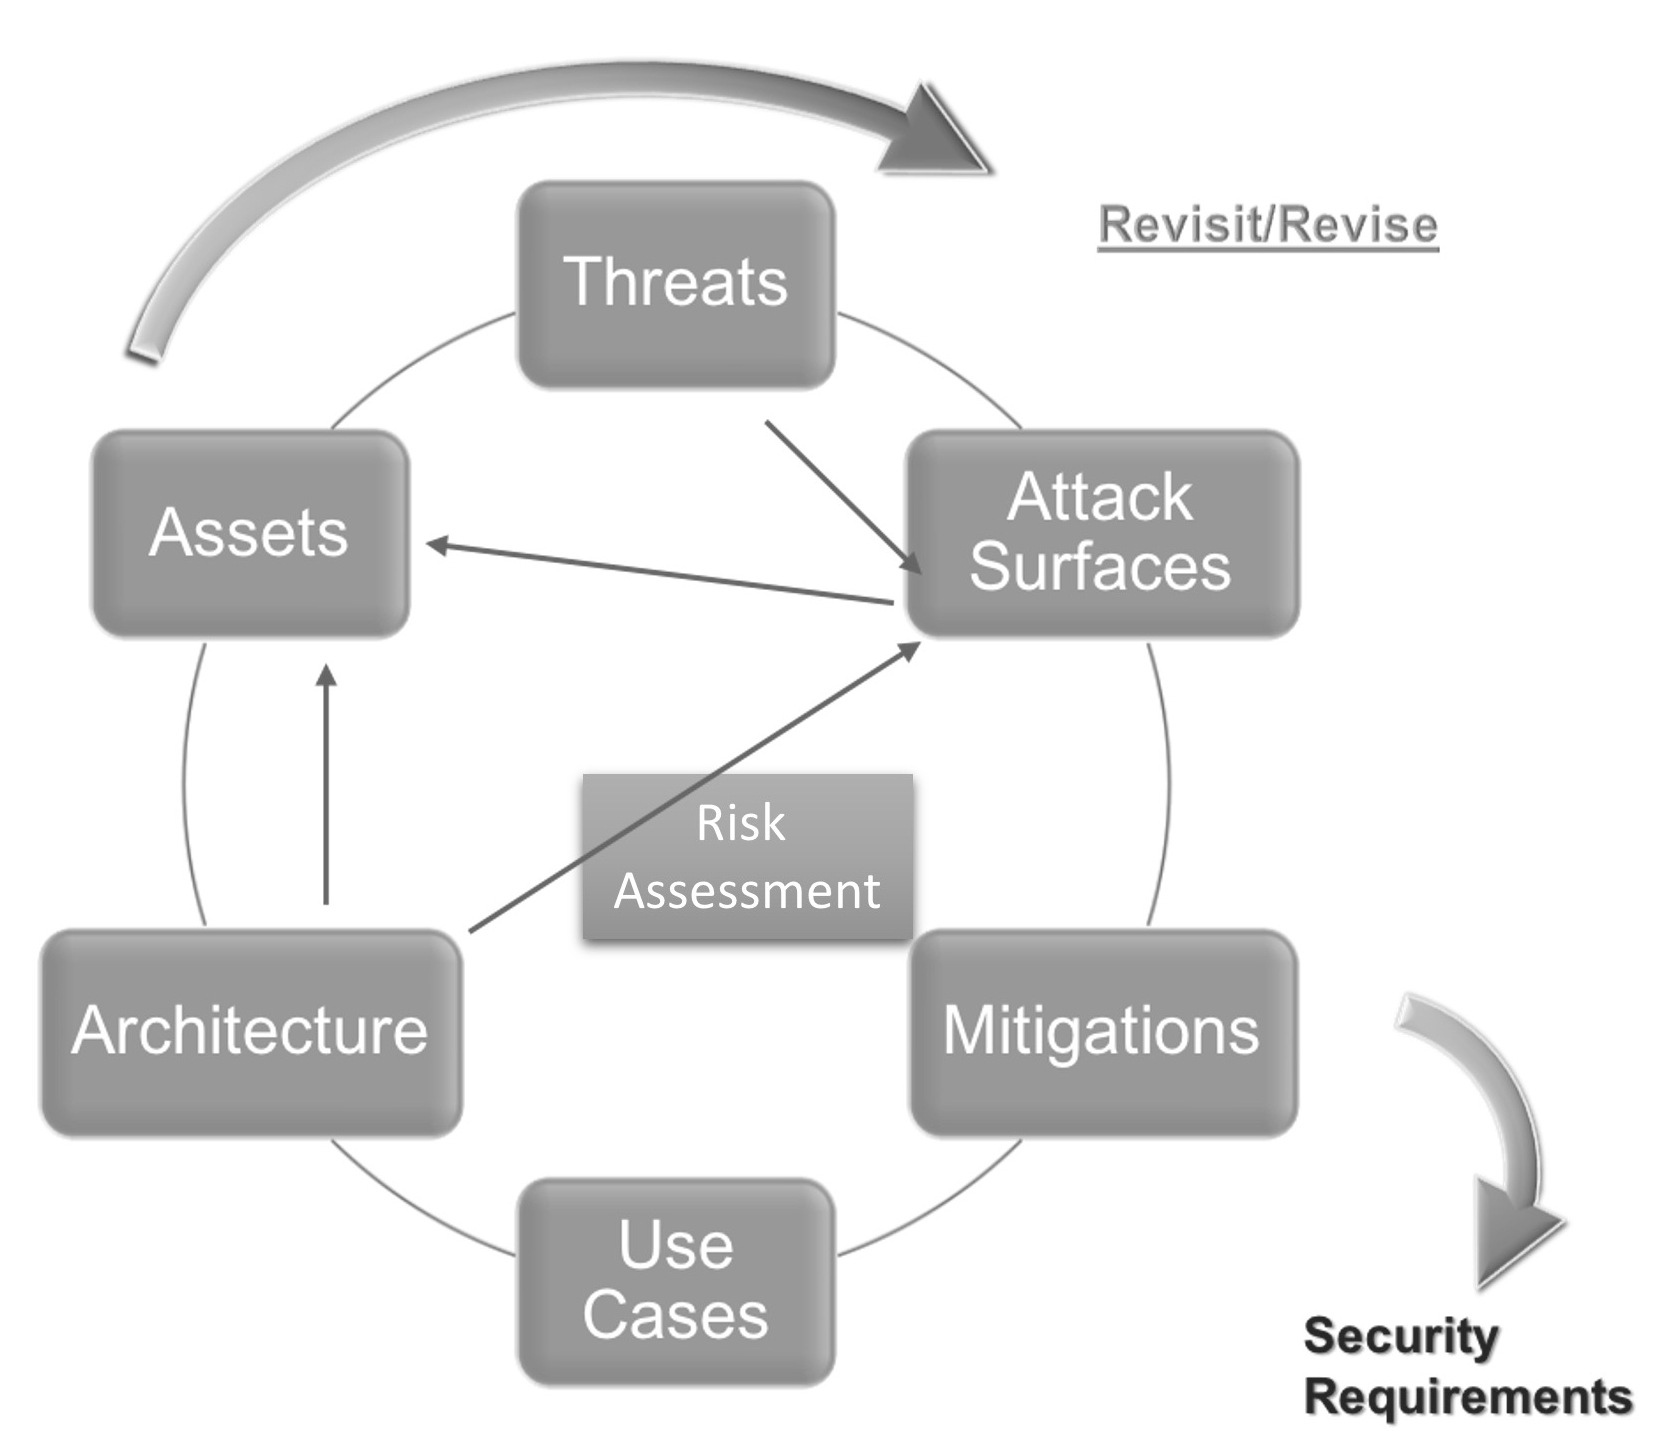 Revisit/Revise
Threats
Assets
Attack
Surfaces
Risk
Assessment
Architecture
Mitigations
Use
Cases
Security
Requirements